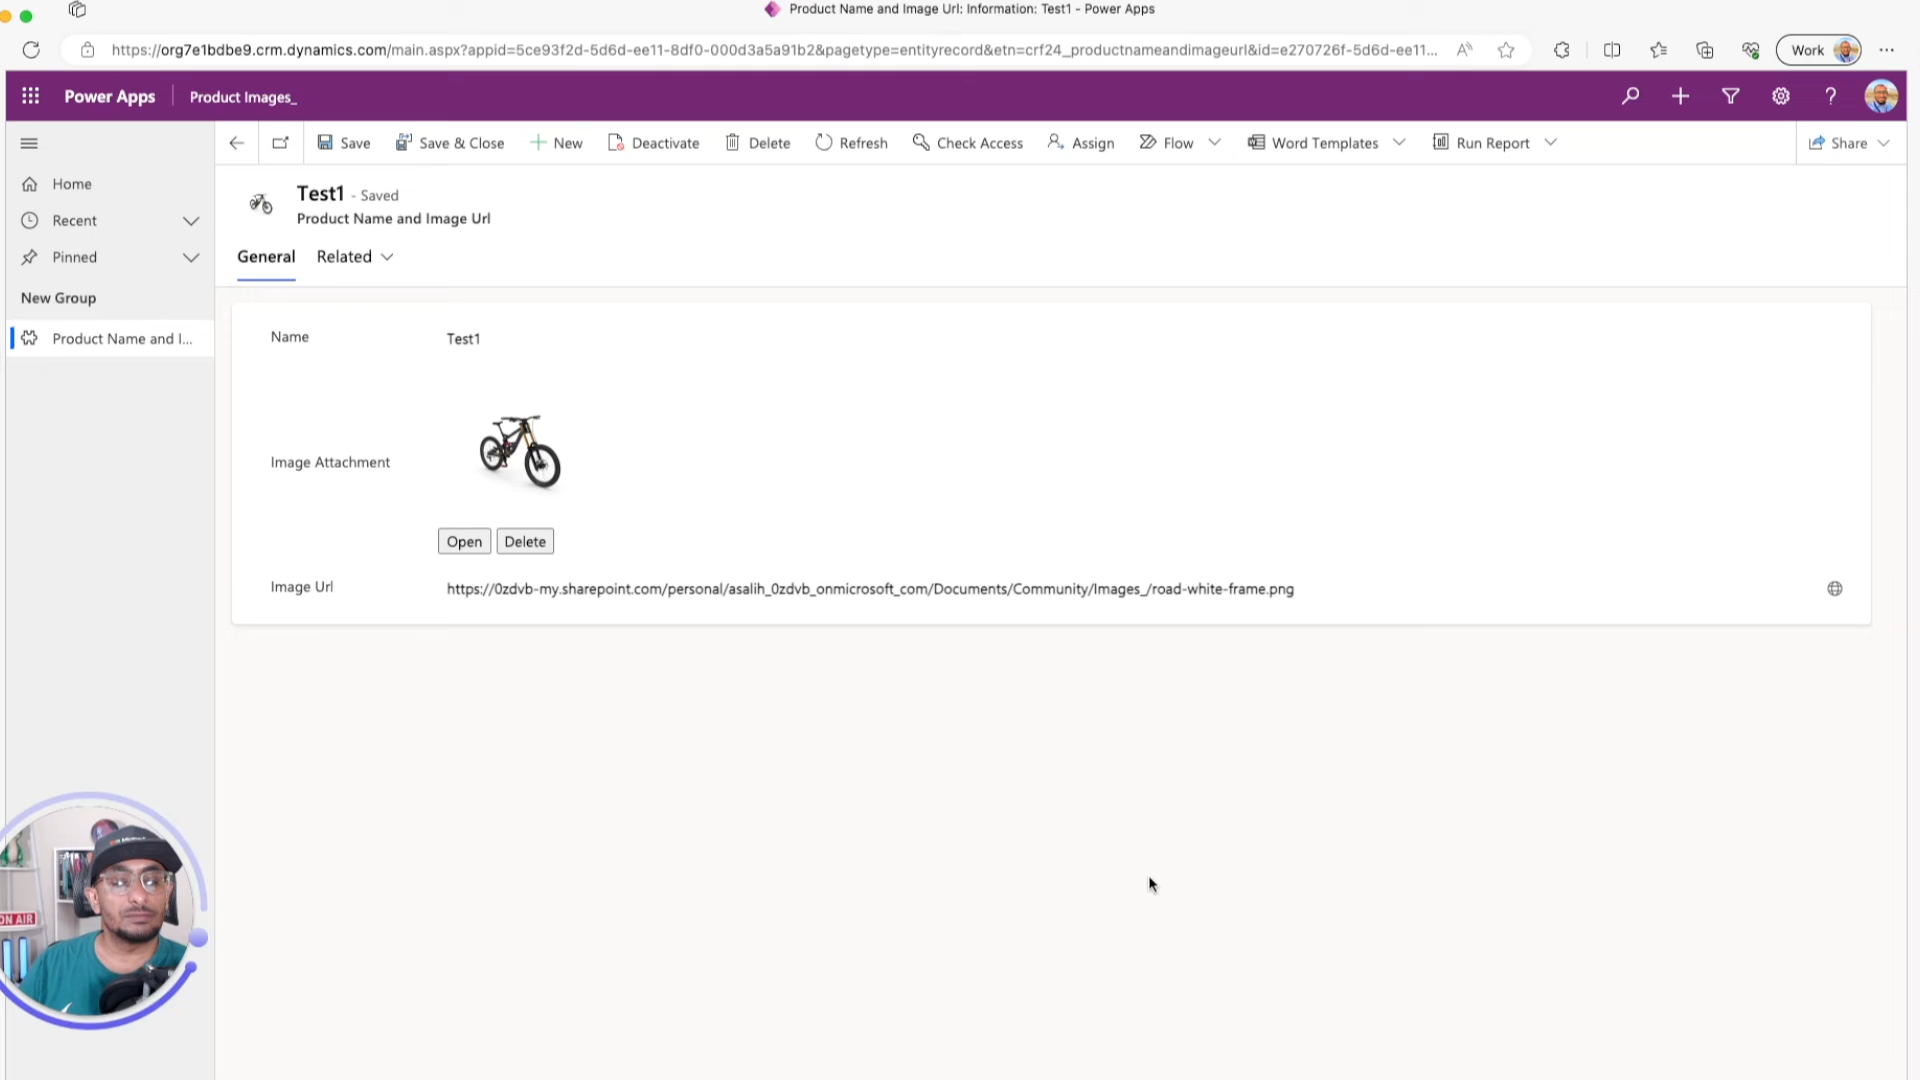 Product Name and Image Url: Information: Test1 - Power Apps
https://org7e1bdbe9.crm.dynamics.com/main.aspx?appid=5ce93f2d-5d6d-ee11-8df0-000d3a5a91b2&pagetype=entityrecord&etn=crf24_productnameandimageurl&id=e270726f-5d6d-ee11...
Work
Power Apps
Product Images_
Save
Save & Close
New
Deactivate
Delete
Refresh
Check Access
Assign
Flow
Word Templates
Run Report
Share
Home
Recent
Pinned
New Group
Product Name and I...
Test1 - Saved
Product Name and Image Url
General
Related
Name
Test1
Image Attachment
Open
Delete
Image Url
https://0zdvb-my.sharepoint.com/personal/asalih_0zdvb_onmicrosoft_com/Documents/Community/Images_/road-white-frame.png
ON AIR